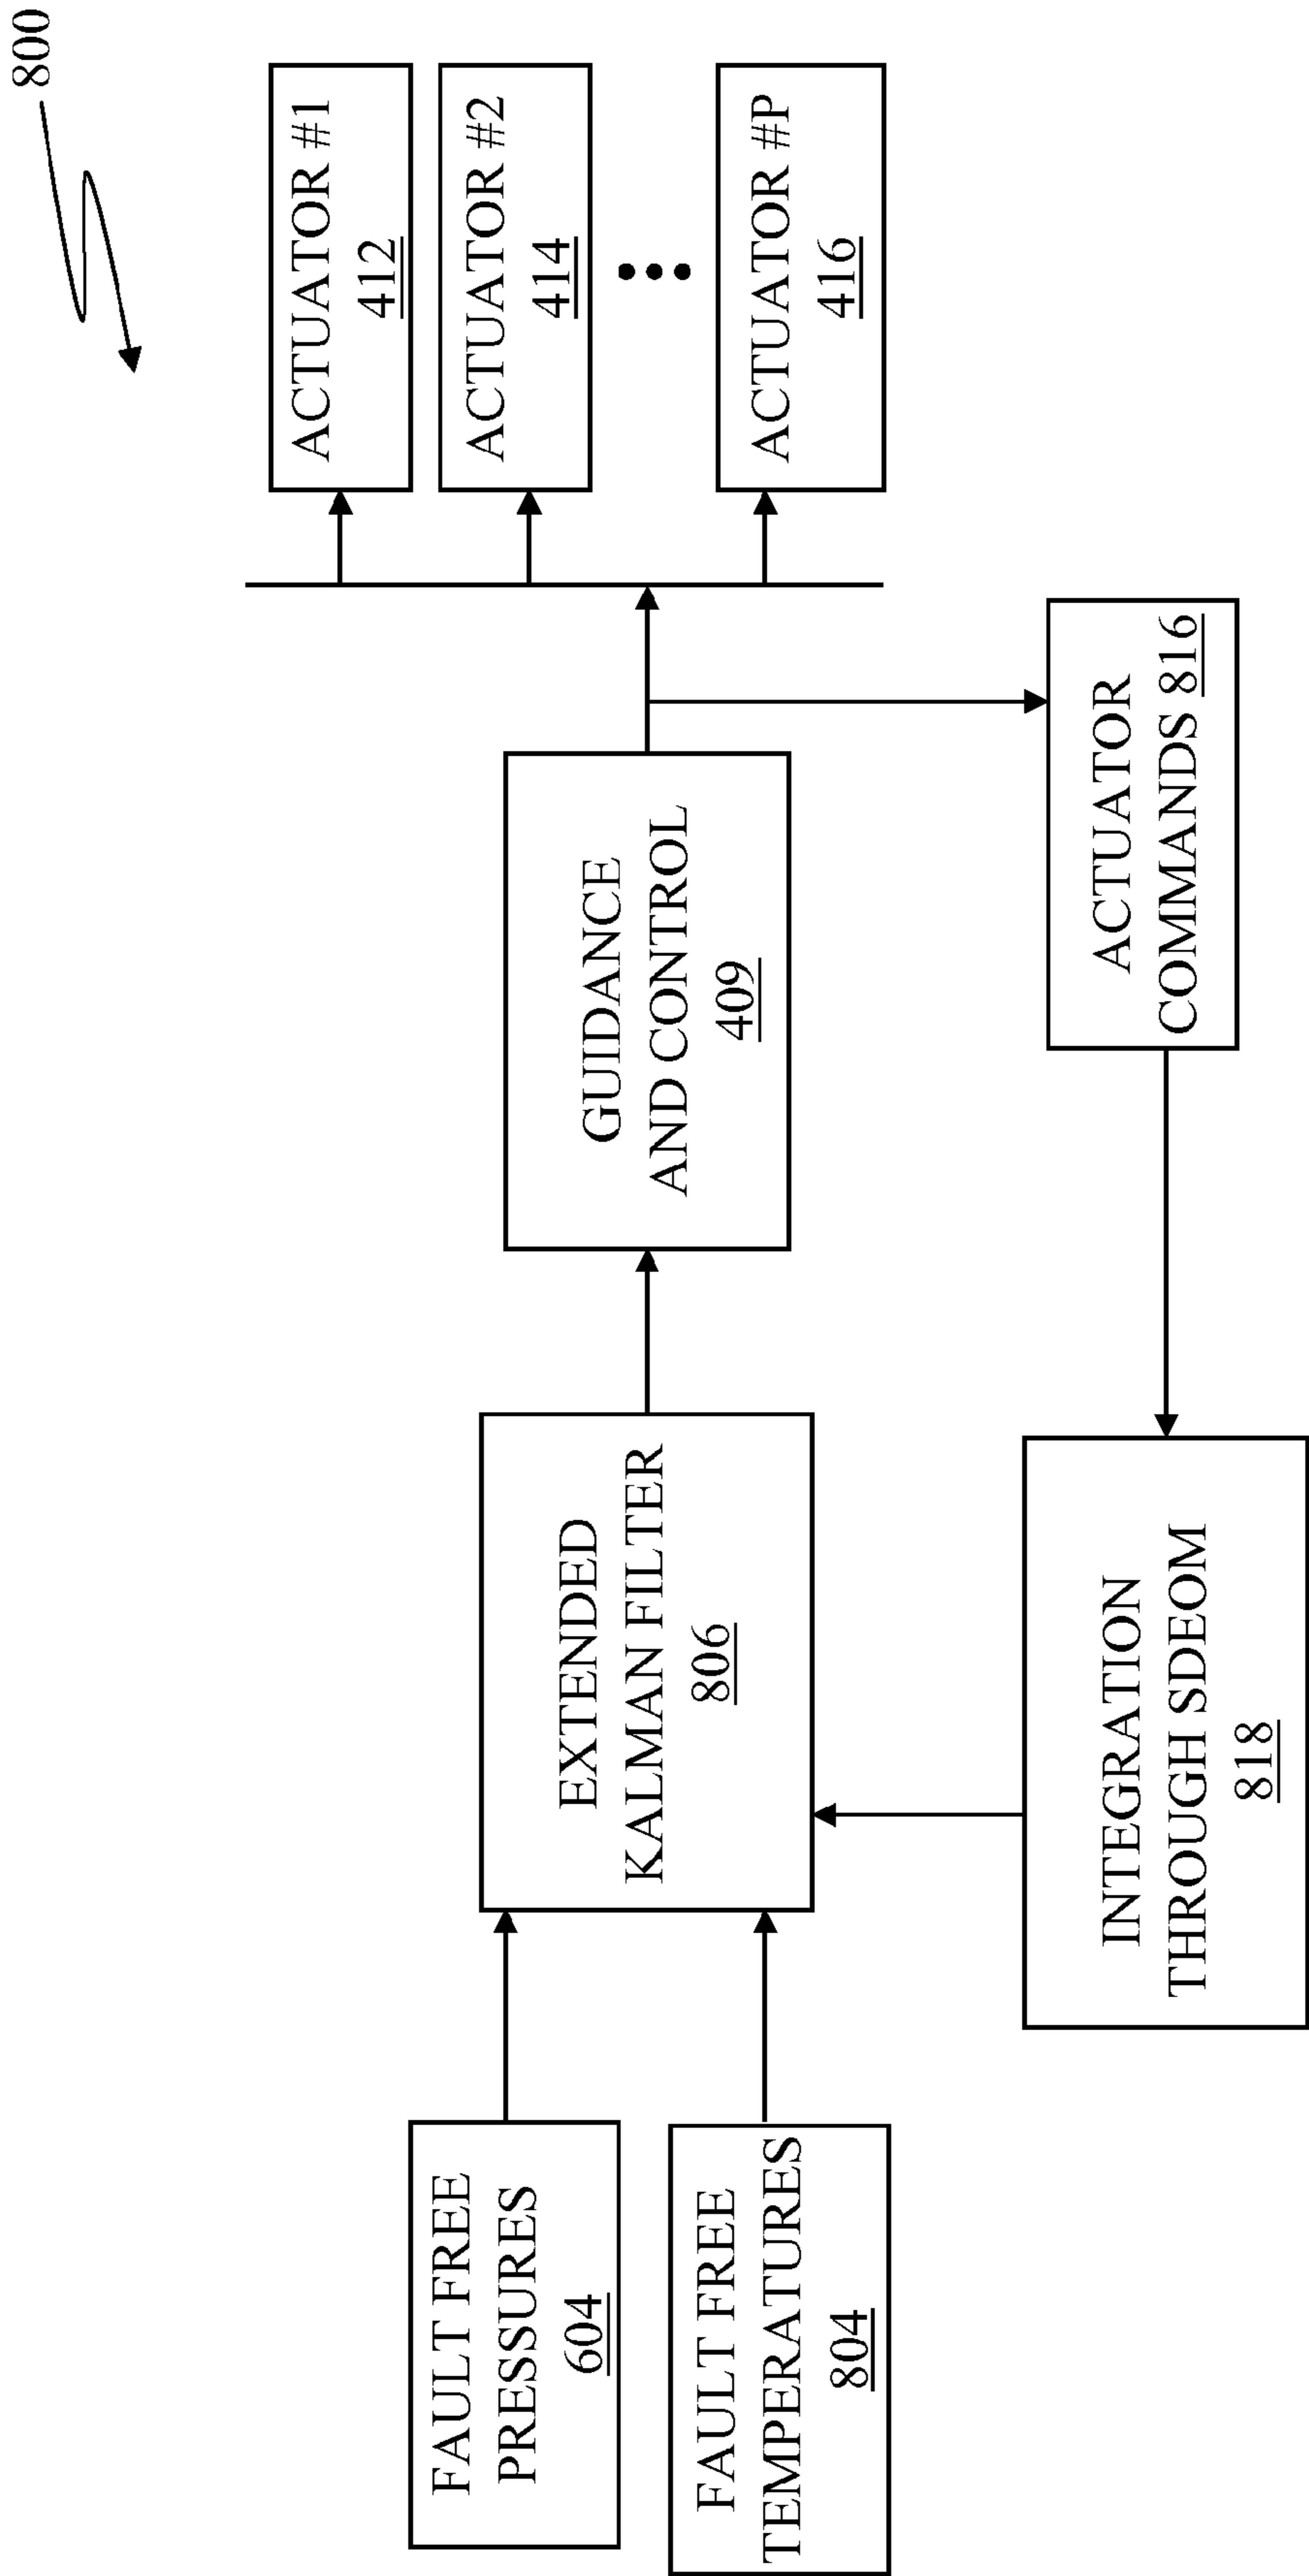 800
FAULT FREE
PRESSURES
604
FAULT FREE
TEMPERATURES
804
EXTENDED
KALMAN FILTER
806
GUIDANCE
AND CONTROL
409
ACTUATOR #1
412
ACTUATOR #2
414
ACTUATOR #P
416
ACTUATOR
COMMANDS 816
INTEGRATION
THROUGH SDEOM
818